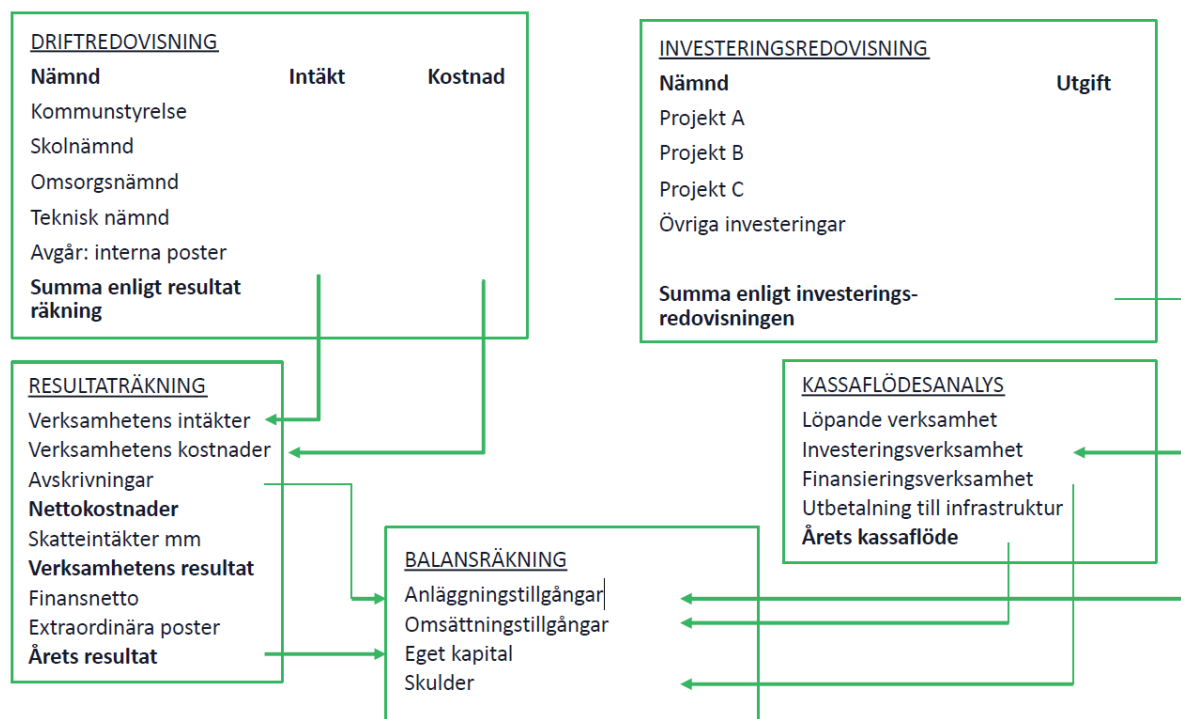 DRIFTREDOVISNING
Nämnd Intäkt Kostnad
Kommunstyrelse
Skolnämnd
Omsorgsnämnd
Teknisk nämnd
Avgår: interna poster
Summa enligt resultat
räkning
INVESTERINGSREDOVISNING
Nämnd Utgift
Projekt A
Projekt B
Projekt C
Övriga investeringar
Summa enligt investerings-
redovisningen
RESULTATRÄKNING
Verksamhetens intäkter
Verksamhetens kostnader
Avskrivningar
Nettokostnader
Skatteintäkter mm
Verksamhetens resultat
Finansnetto
Extraordinära poster
Årets resultat
KASSAFLÖDESANALYS
Löpande verksamhet
Investeringsverksamhet
Finansieringsverksamhet
Utbetalning till infrastruktur
Årets kassaflöde
BALANSRÄKNING
Anläggningstillgångar
Omsättningstillgångar
Eget kapital
Skulder